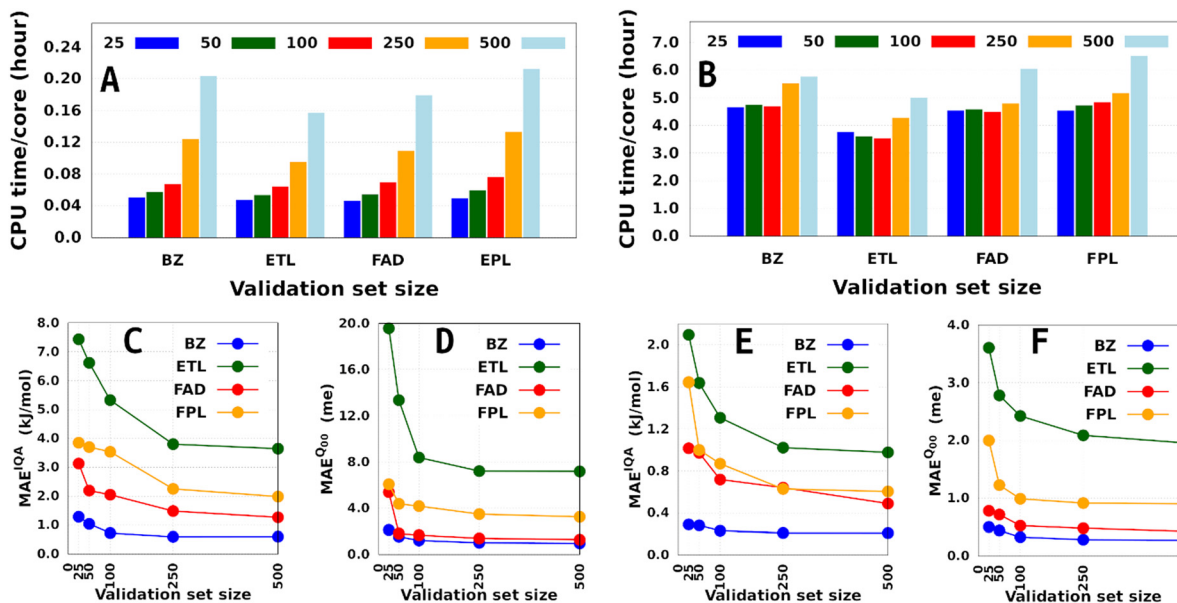 25 50 100 250 500
A
CPU time/core (hour)
0.24
0.20
0.16
0.12
0.08
0.04
0.0
BZ ETL FAD EPL
Validation set size
25 50 100 250 500
B
CPU time/core (hour)
7.0
6.0
5.0
4.0
3.0
2.0
1.0
0.0
BZ ETL FAD FPL
Validation set size
C
MAE^IQA (kJ/mol)
8.0
7.0
6.0
5.0
4.0
3.0
2.0
1.0
0.0
BZ
ETL
FAD
FPL
25 50 100 250 500
Validation set size
D
MAE^Q₀₀ (me)
20.0
16.0
12.0
8.0
4.0
0.0
BZ
ETL
FAD
FPL
0 25 50 100 250 500
Validation set size
E
MAE^IQA (kJ/mol)
2.0
1.6
1.2
0.8
0.4
0.0
BZ
ETL
FAD
FPL
0 25 50 100 250 500
Validation set size
F
MAE^Q₀₀ (me)
4.0
3.0
2.0
1.0
0.0
BZ
ETL
FAD
FPL
0 25 50 100 250
Validation set size